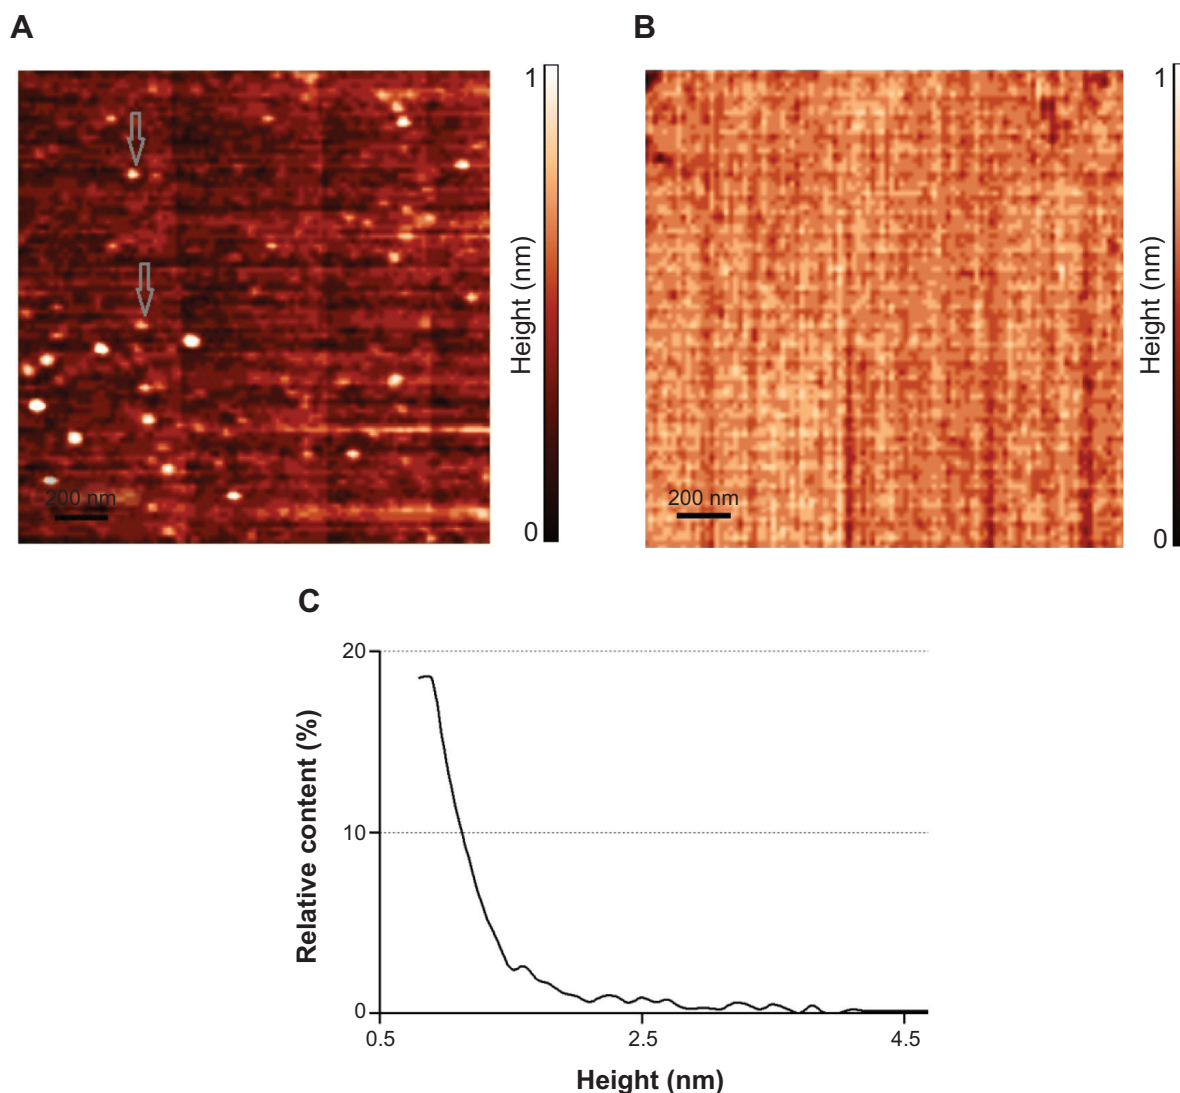 A
B
1
Height (nm)
0
200 nm
1
Height (nm)
0
200 nm
C
20
10
0
Relative content (%)
0.5
2.5
4.5
Height (nm)